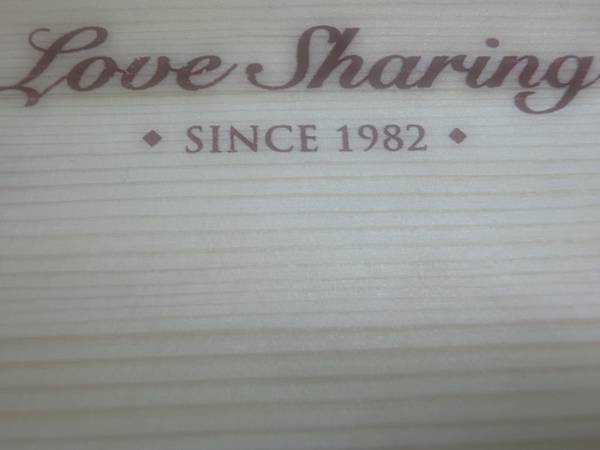 Love Sharing
◆ SINCE 1982 ◆